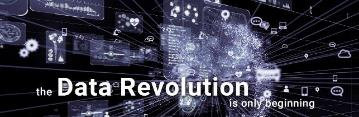 the Data Revolution
is only beginning